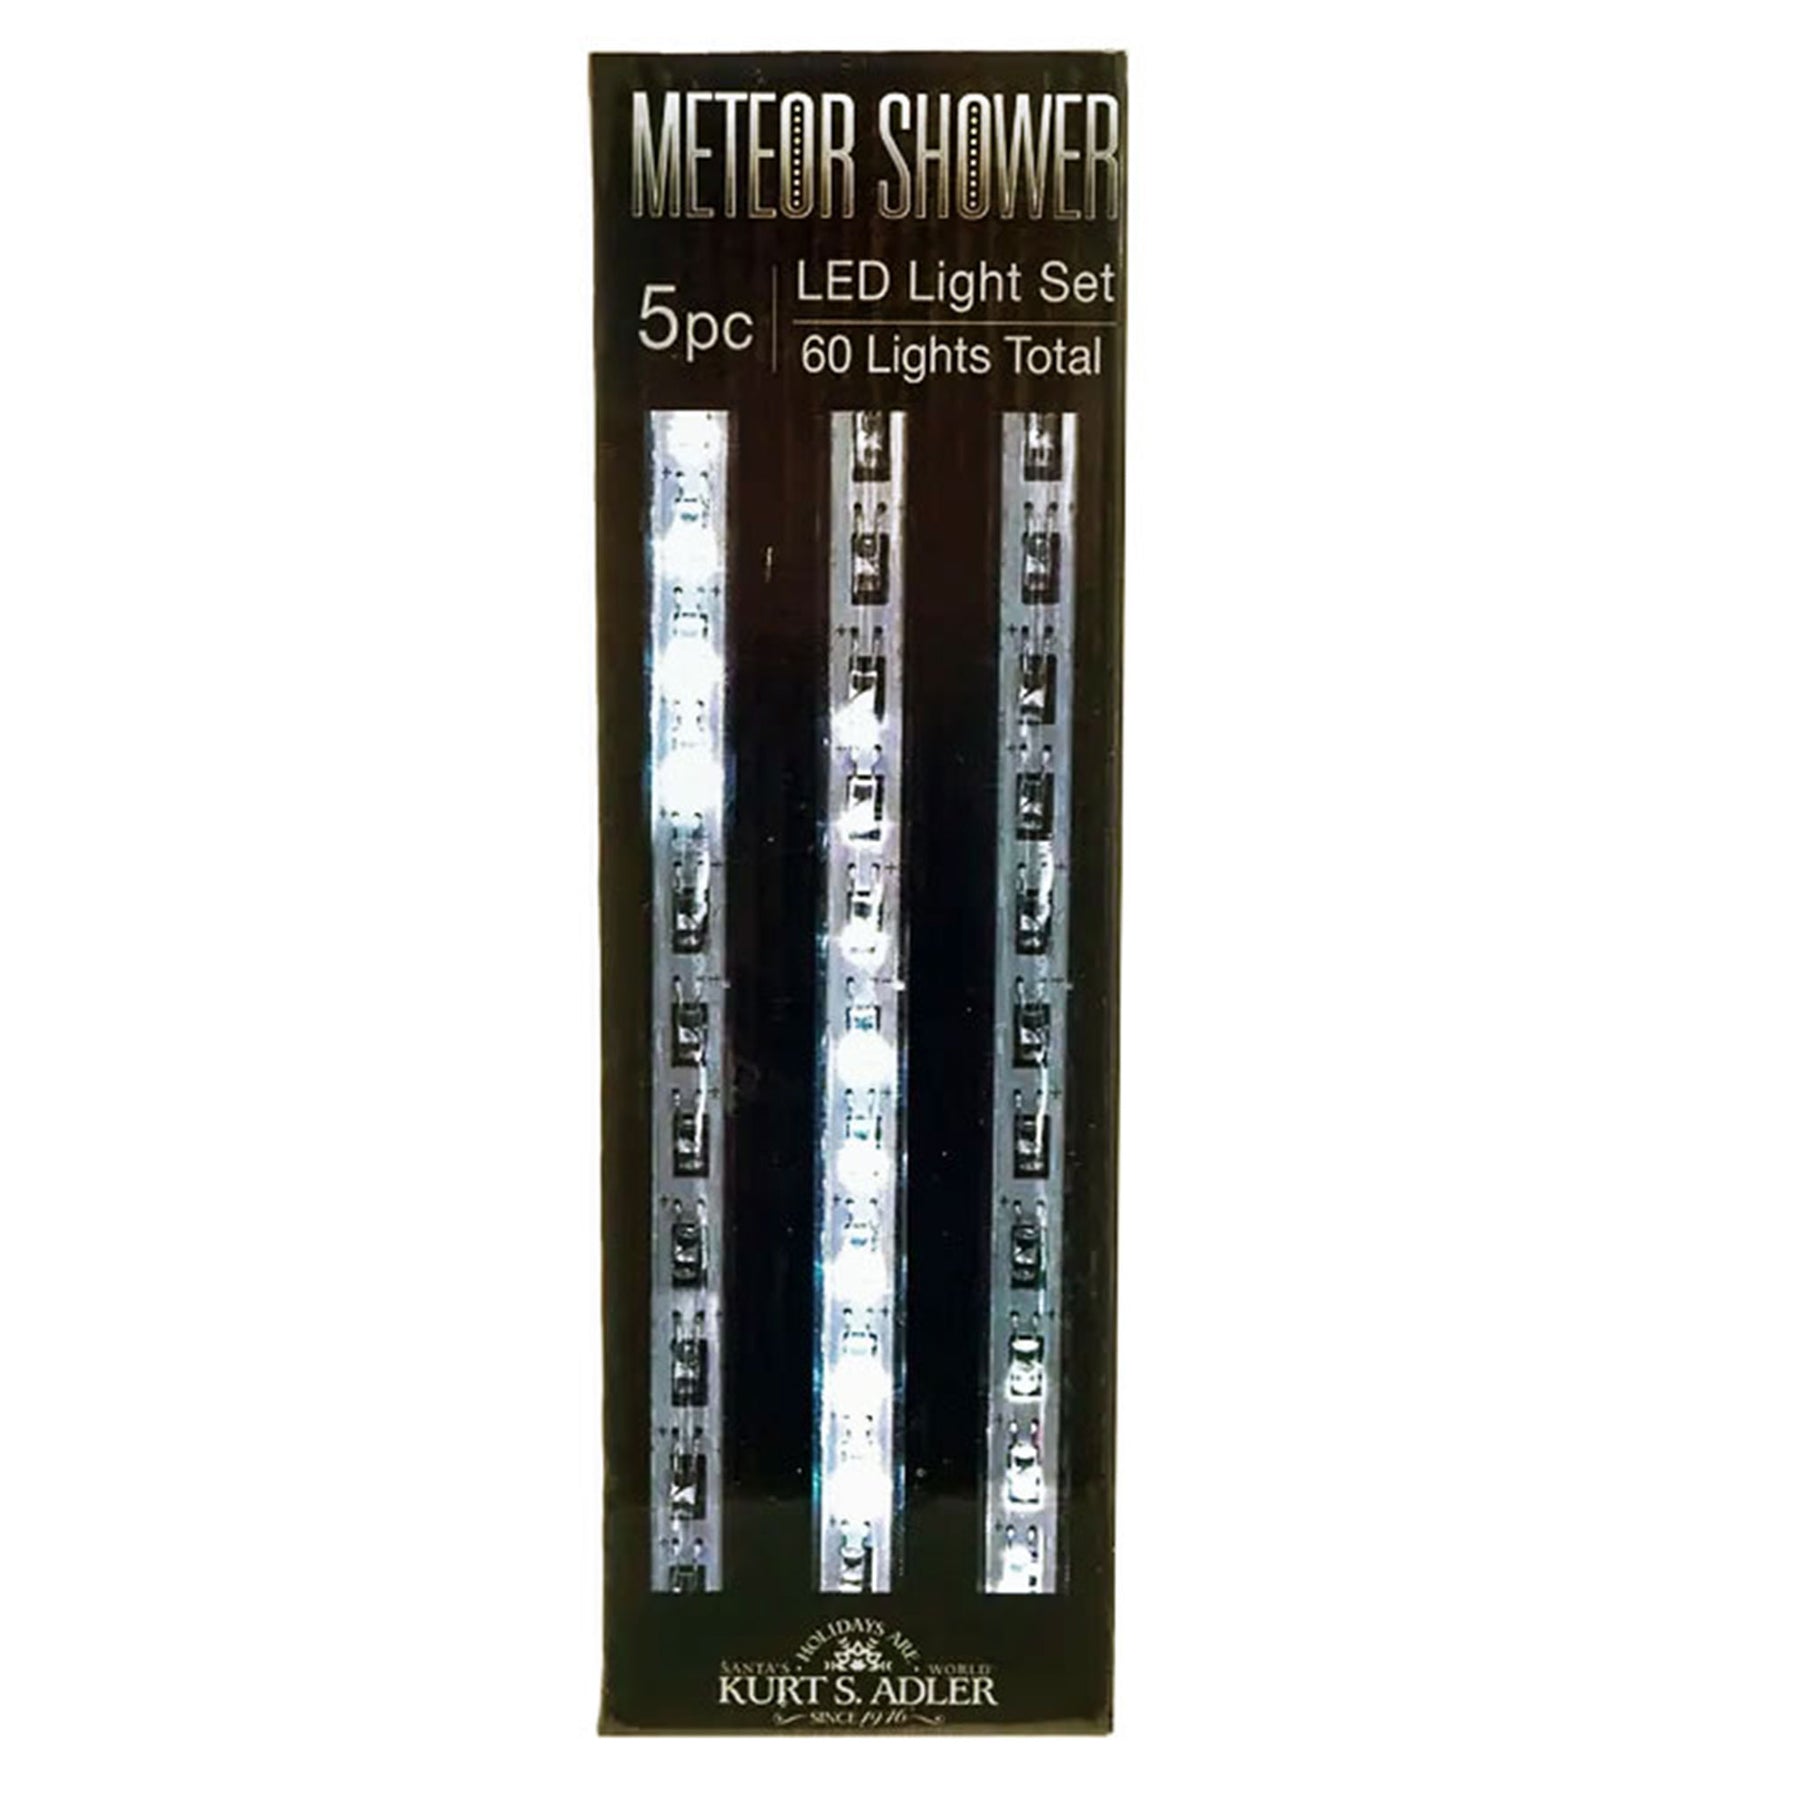 METEOR SHOWER
5pc
LED Light Set
60 Lights Total
HOLIDAYS ARE
SANTA'S WORLD
KURT S. ADLER
SINCE 1946